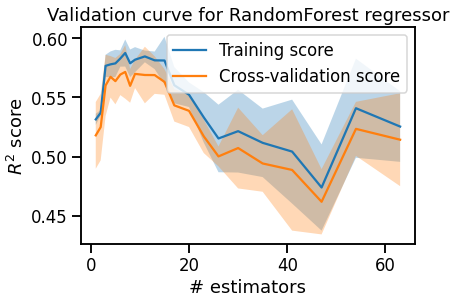 Validation curve for RandomForest regressor
Training score
Cross-validation score
0.60
0.55
0.50
0.45
R² score
0
20
40
60
# estimators